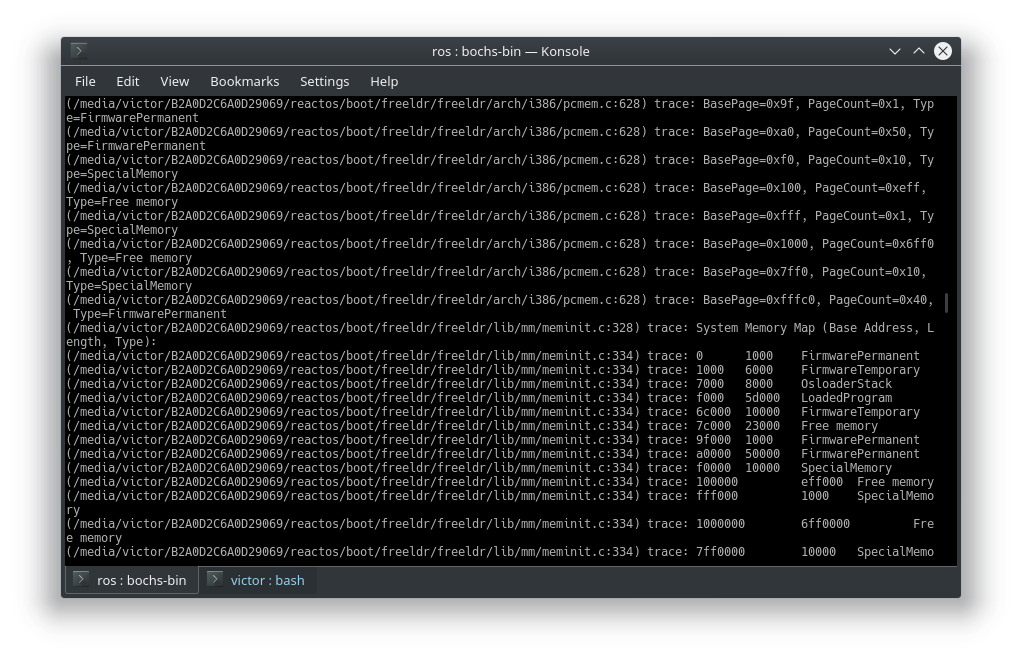 ros : bochs-bin — Konsole
File Edit View Bookmarks Settings Help
(/media/victor/B2A0D2C6A0D29069/reactos/boot/freeldr/freeldr/arch/i386/pcmem.c:628) trace: BasePage=0x9f, PageCount=0x1, Typ
e=FirmwarePermanent
(/media/victor/B2A0D2C6A0D29069/reactos/boot/freeldr/freeldr/arch/i386/pcmem.c:628) trace: BasePage=0xa0, PageCount=0x50, Ty
pe=FirmwarePermanent
(/media/victor/B2A0D2C6A0D29069/reactos/boot/freeldr/freeldr/arch/i386/pcmem.c:628) trace: BasePage=0xf0, PageCount=0x10, Ty
pe=SpecialMemory
(/media/victor/B2A0D2C6A0D29069/reactos/boot/freeldr/freeldr/arch/i386/pcmem.c:628) trace: BasePage=0x100, PageCount=0xeff,
Type=Free memory
(/media/victor/B2A0D2C6A0D29069/reactos/boot/freeldr/freeldr/arch/i386/pcmem.c:628) trace: BasePage=0xfff, PageCount=0x1, Ty
pe=SpecialMemory
(/media/victor/B2A0D2C6A0D29069/reactos/boot/freeldr/freeldr/arch/i386/pcmem.c:628) trace: BasePage=0x1000, PageCount=0x6ff0
, Type=Free memory
(/media/victor/B2A0D2C6A0D29069/reactos/boot/freeldr/freeldr/arch/i386/pcmem.c:628) trace: BasePage=0x7ff0, PageCount=0x10,
Type=SpecialMemory
(/media/victor/B2A0D2C6A0D29069/reactos/boot/freeldr/freeldr/arch/i386/pcmem.c:628) trace: BasePage=0xfffc0, PageCount=0x40,
Type=FirmwarePermanent
(/media/victor/B2A0D2C6A0D29069/reactos/boot/freeldr/freeldr/lib/mm/meminit.c:328) trace: System Memory Map (Base Address, L
ength, Type):
(/media/victor/B2A0D2C6A0D29069/reactos/boot/freeldr/freeldr/lib/mm/meminit.c:334) trace: 0 1000 FirmwarePermanent
(/media/victor/B2A0D2C6A0D29069/reactos/boot/freeldr/freeldr/lib/mm/meminit.c:334) trace: 1000 6000 FirmwareTemporary
(/media/victor/B2A0D2C6A0D29069/reactos/boot/freeldr/freeldr/lib/mm/meminit.c:334) trace: 7000 8000 OsloaderStack
(/media/victor/B2A0D2C6A0D29069/reactos/boot/freeldr/freeldr/lib/mm/meminit.c:334) trace: f000 5d000 LoadedProgram
(/media/victor/B2A0D2C6A0D29069/reactos/boot/freeldr/freeldr/lib/mm/meminit.c:334) trace: 6c000 10000 FirmwareTemporary
(/media/victor/B2A0D2C6A0D29069/reactos/boot/freeldr/freeldr/lib/mm/meminit.c:334) trace: 7c000 23000 Free memory
(/media/victor/B2A0D2C6A0D29069/reactos/boot/freeldr/freeldr/lib/mm/meminit.c:334) trace: 9f000 1000 FirmwarePermanent
(/media/victor/B2A0D2C6A0D29069/reactos/boot/freeldr/freeldr/lib/mm/meminit.c:334) trace: a0000 50000 FirmwarePermanent
(/media/victor/B2A0D2C6A0D29069/reactos/boot/freeldr/freeldr/lib/mm/meminit.c:334) trace: f0000 10000 SpecialMemory
(/media/victor/B2A0D2C6A0D29069/reactos/boot/freeldr/freeldr/lib/mm/meminit.c:334) trace: 100000 eff000 Free memory
(/media/victor/B2A0D2C6A0D29069/reactos/boot/freeldr/freeldr/lib/mm/meminit.c:334) trace: fff000 1000 SpecialMemo
ry
(/media/victor/B2A0D2C6A0D29069/reactos/boot/freeldr/freeldr/lib/mm/meminit.c:334) trace: 1000000 6ff0000 Fre
e memory
(/media/victor/B2A0D2C6A0D29069/reactos/boot/freeldr/freeldr/lib/mm/meminit.c:334) trace: 7ff0000 10000 SpecialMemo
ros : bochs-bin victor : bash